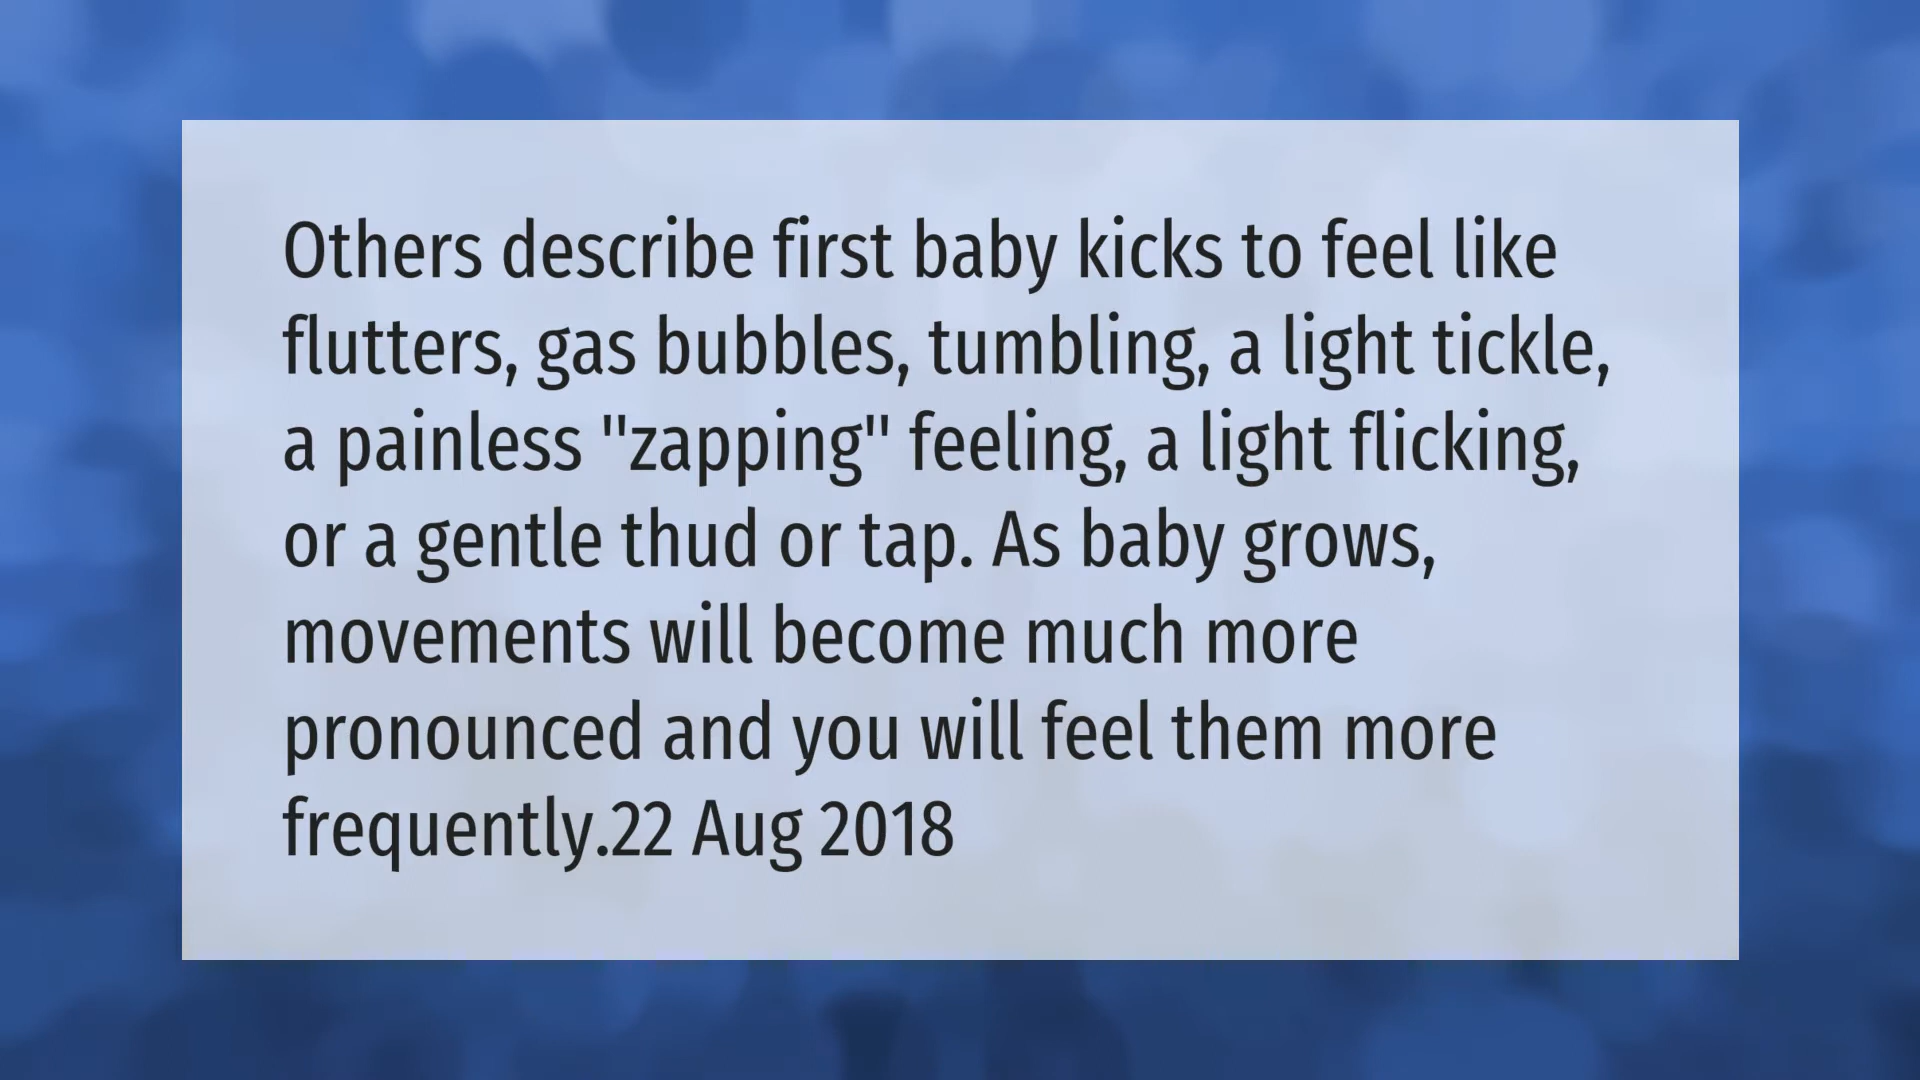 Others describe first baby kicks to feel like
flutters, gas bubbles, tumbling, a light tickle,
a painless "zapping" feeling, a light flicking,
or a gentle thud or tap. As baby grows,
movements will become much more
pronounced and you will feel them more
frequently.22 Aug 2018